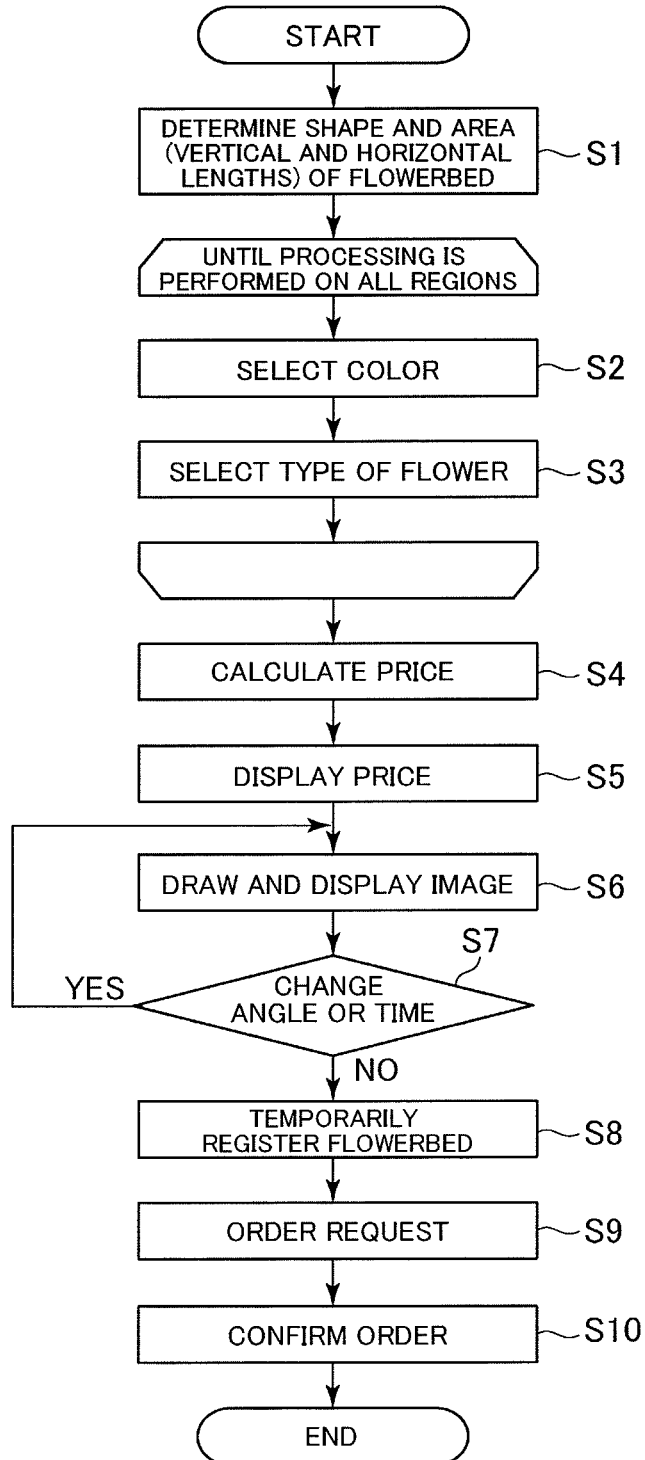 START
DETERMINE SHAPE AND AREA
(VERTICAL AND HORIZONTAL
LENGTHS) OF FLOWERBED
S1
UNTIL PROCESSING IS
PERFORMED ON ALL REGIONS
SELECT COLOR
S2
SELECT TYPE OF FLOWER
S3
CALCULATE PRICE
S4
DISPLAY PRICE
S5
DRAW AND DISPLAY IMAGE
S6
S7
YES
CHANGE
ANGLE OR TIME
NO
TEMPORARILY
REGISTER FLOWERBED
S8
ORDER REQUEST
S9
CONFIRM ORDER
S10
END